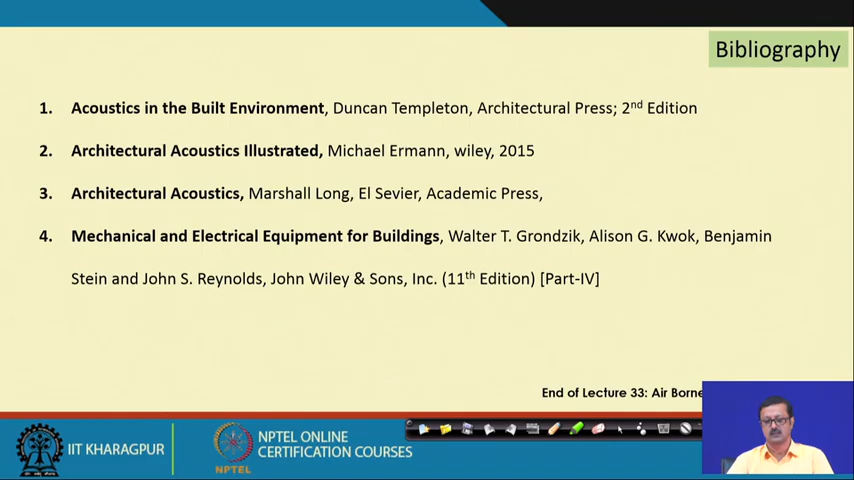 Bibliography
1. Acoustics in the Built Environment, Duncan Templeton, Architectural Press; 2nd Edition
2. Architectural Acoustics Illustrated, Michael Ermann, wiley, 2015
3. Architectural Acoustics, Marshall Long, El Sevier, Academic Press,
4. Mechanical and Electrical Equipment for Buildings, Walter T. Grondzik, Alison G. Kwok, Benjamin
Stein and John S. Reynolds, John Wiley & Sons, Inc. (11th Edition) [Part-IV]
End of Lecture 33: Air Borne
IIT KHARAGPUR
NPTEL
NPTEL ONLINE
CERTIFICATION COURSES